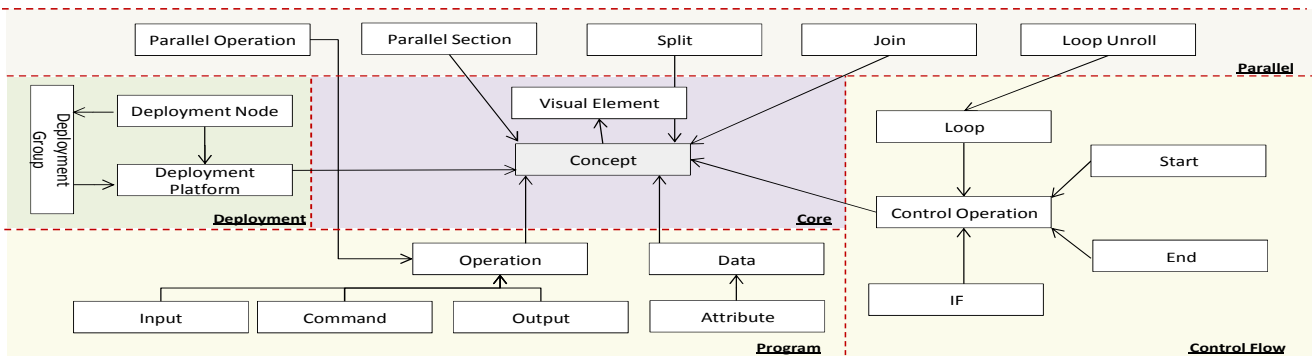 Parallel Operation
Parallel Section
Split
Join
Loop Unroll
Parallel
Deployment
Group
Deployment Node
Deployment
Platform
Deployment
Visual Element
Concept
Core
Loop
Start
Control Operation
End
IF
Control Flow
Operation
Data
Input
Command
Output
Attribute
Program